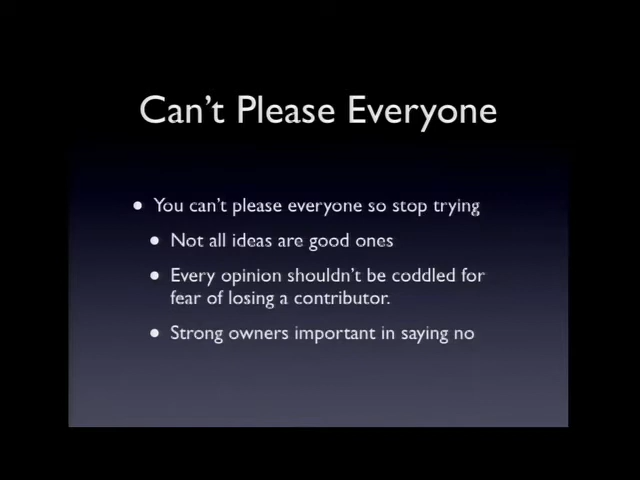 Can't Please Everyone
• You can't please everyone so stop trying
• Not all ideas are good ones
• Every opinion shouldn't be coddled for
fear of losing a contributor.
• Strong owners important in saying no